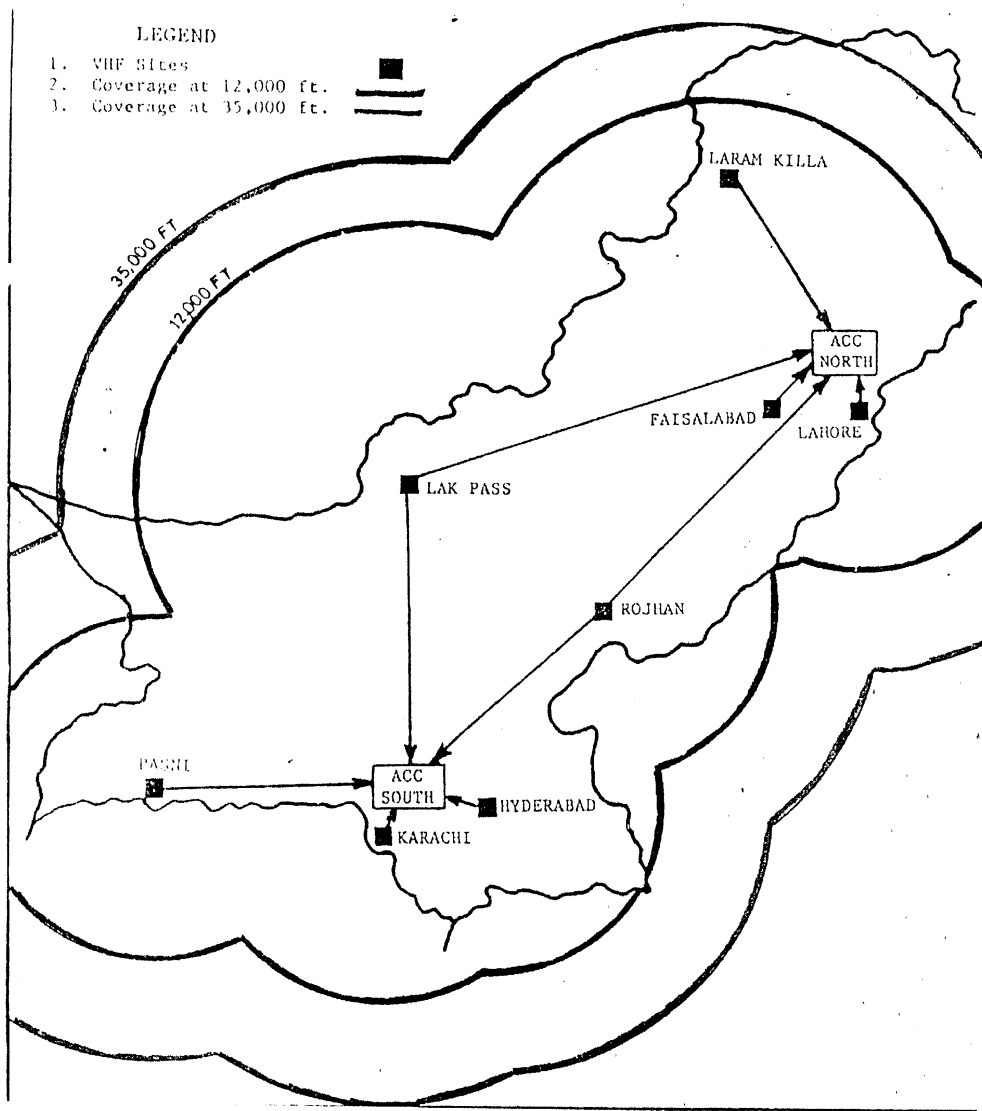 LEGEND
1. VHF Sites
2. Coverage at 12,000 ft.
3. Coverage at 35,000 ft.
LARAM KILLA
35,000 FT
12,000 FT
ACC
NORTH
FAISALABAD
LAHORE
LAK PASS
ROJHAN
PASNI
ACC
SOUTH
HYDERABAD
KARACHI